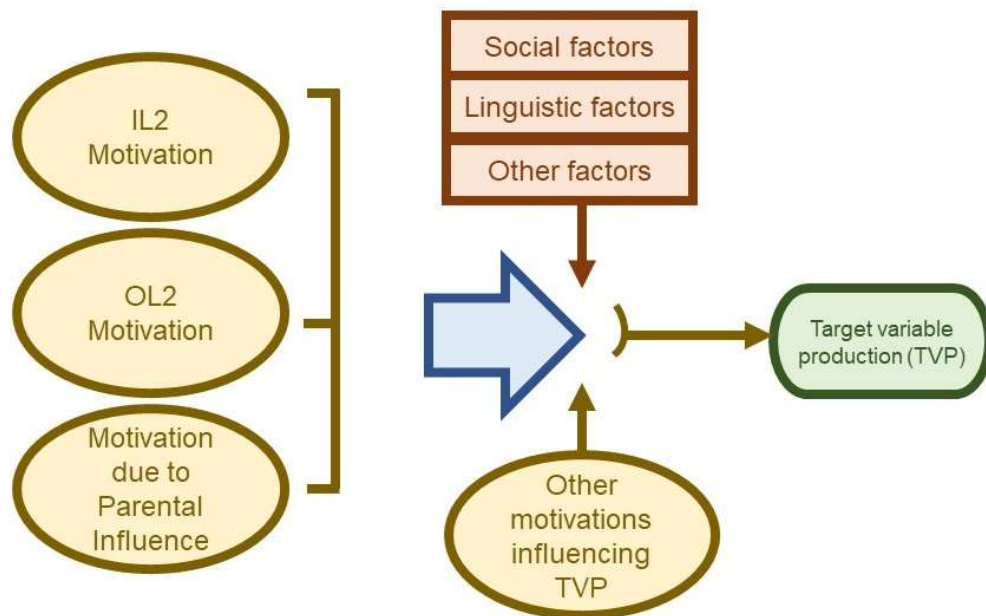 IL2
Motivation
OL2
Motivation
Motivation
due to
Parental
Influence
Social factors
Linguistic factors
Other factors
Other
motivations
influencing
TVP
Target variable
production (TVP)